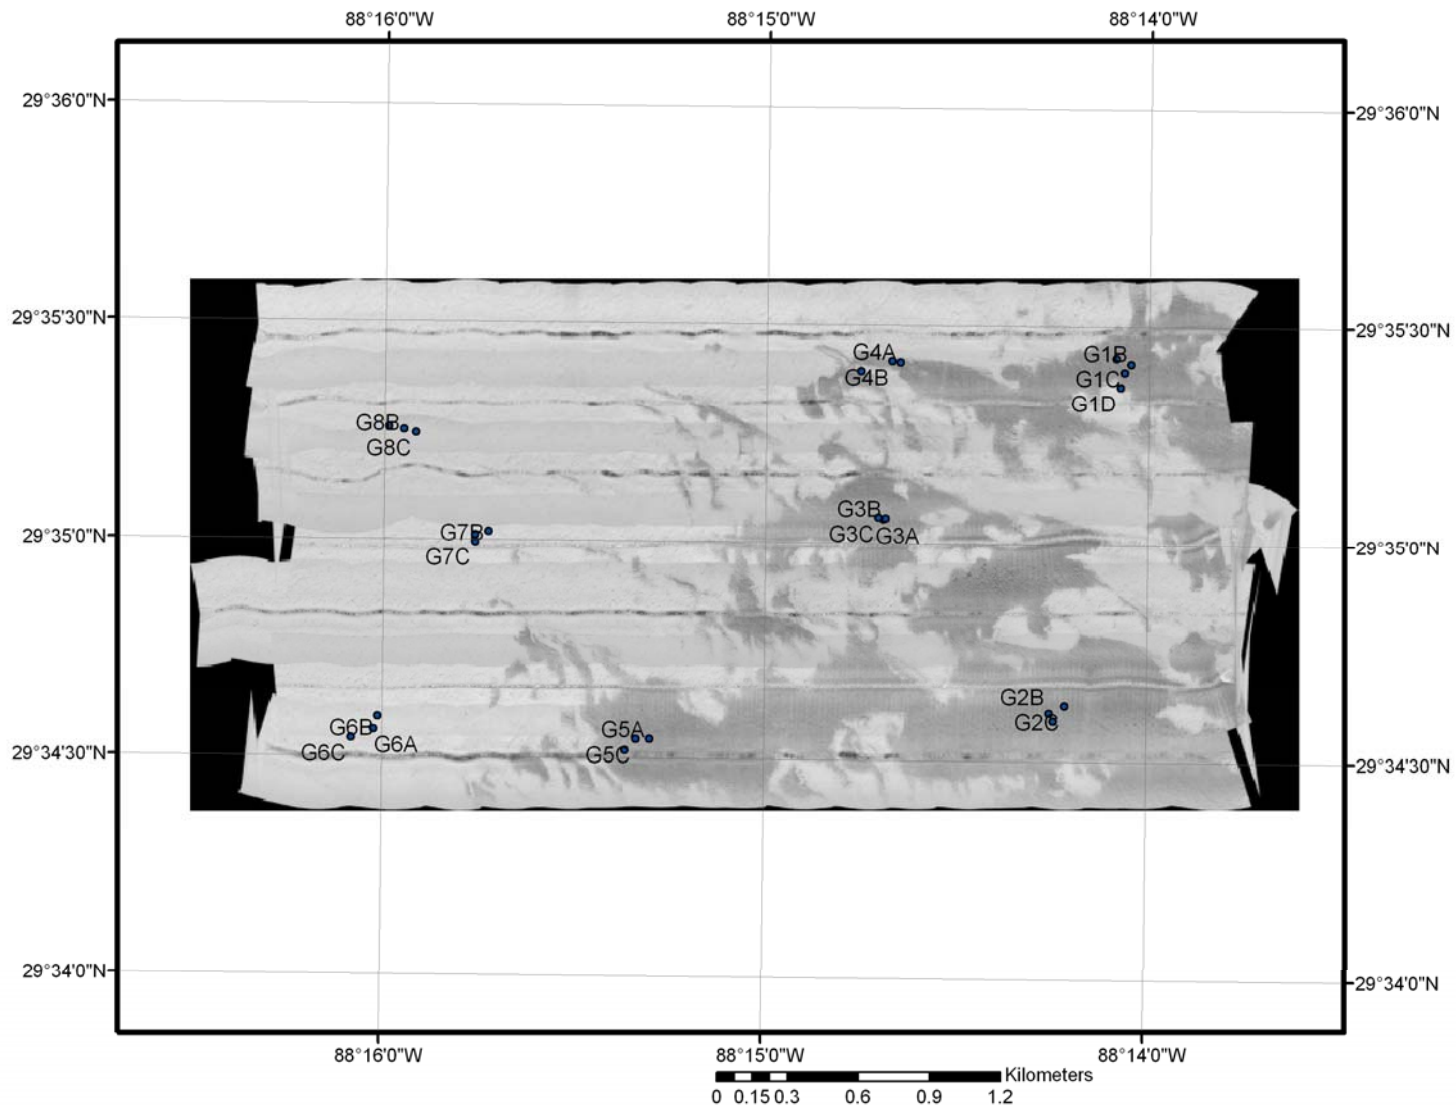 88°16'0"W 88°15'0"W 88°14'0"W
29°36'0"N
29°36'0"N
29°35'30"N
29°35'30"N
G4A
G1B
G4B
G1C
G1D
G8B
G8C
G3B
G7B
G3C G3A
29°35'0"N
29°35'0"N
G7C
G2B
G6B
G5A
G2C
G6C
G6A
G5C
29°34'30"N
29°34'30"N
29°34'0"N
29°34'0"N
88°16'0"W 88°15'0"W 88°14'0"W
Kilometers
0 0.15 0.3 0.6 0.9 1.2